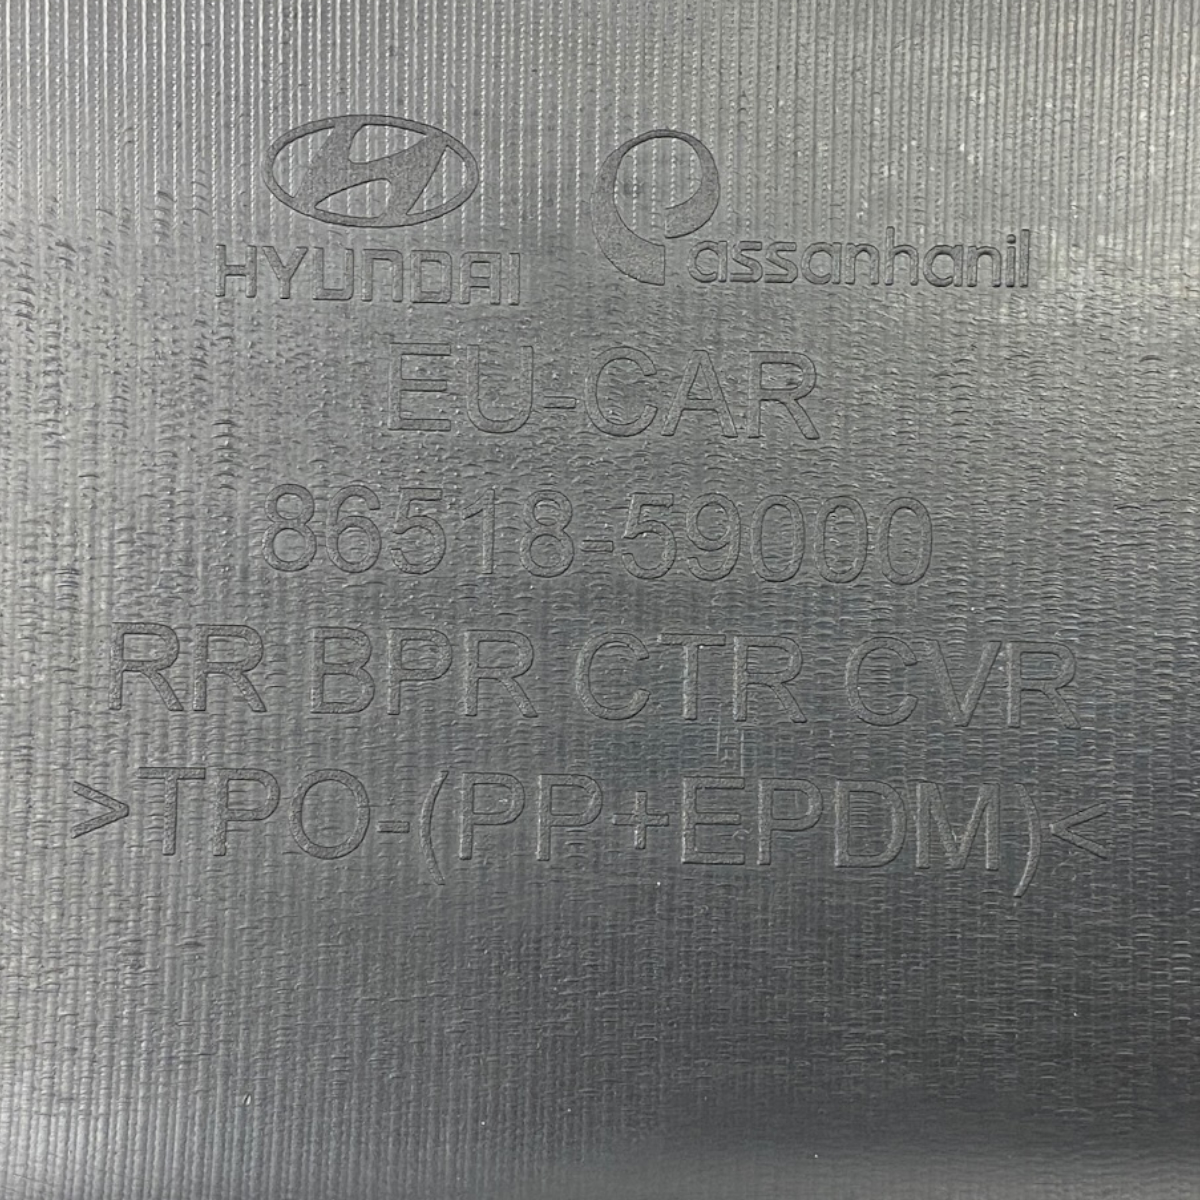 HYUNDAI assanhanil
EU-CAR
86518-59000
RR BPR CTR CVR
>TPO-(PP+EPDM)<